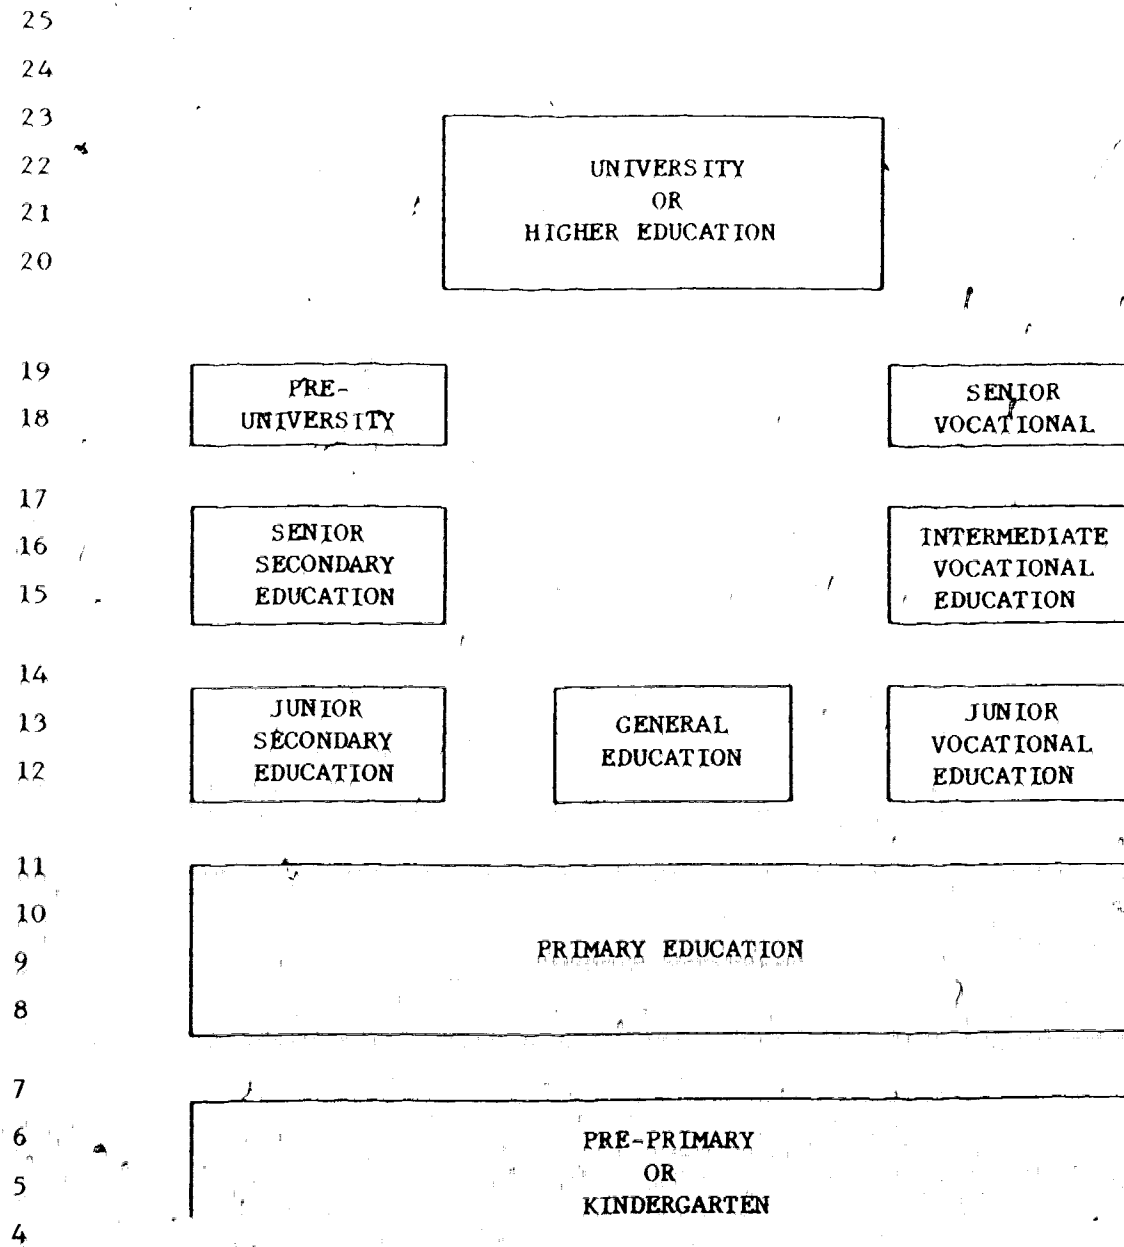 25
24
23
22
21
20
UNIVERSITY
OR
HIGHER EDUCATION
19
18
PRE-
UNIVERSITY
SENIOR
VOCATIONAL
17
16
15
SENIOR
SECONDARY
EDUCATION
INTERMEDIATE
VOCATIONAL
EDUCATION
14
13
12
JUNIOR
SECONDARY
EDUCATION
GENERAL
EDUCATION
JUNIOR
VOCATIONAL
EDUCATION
11
10
9
8
PRIMARY EDUCATION
7
6
5
4
PRE-PRIMARY
OR
KINDERGARTEN